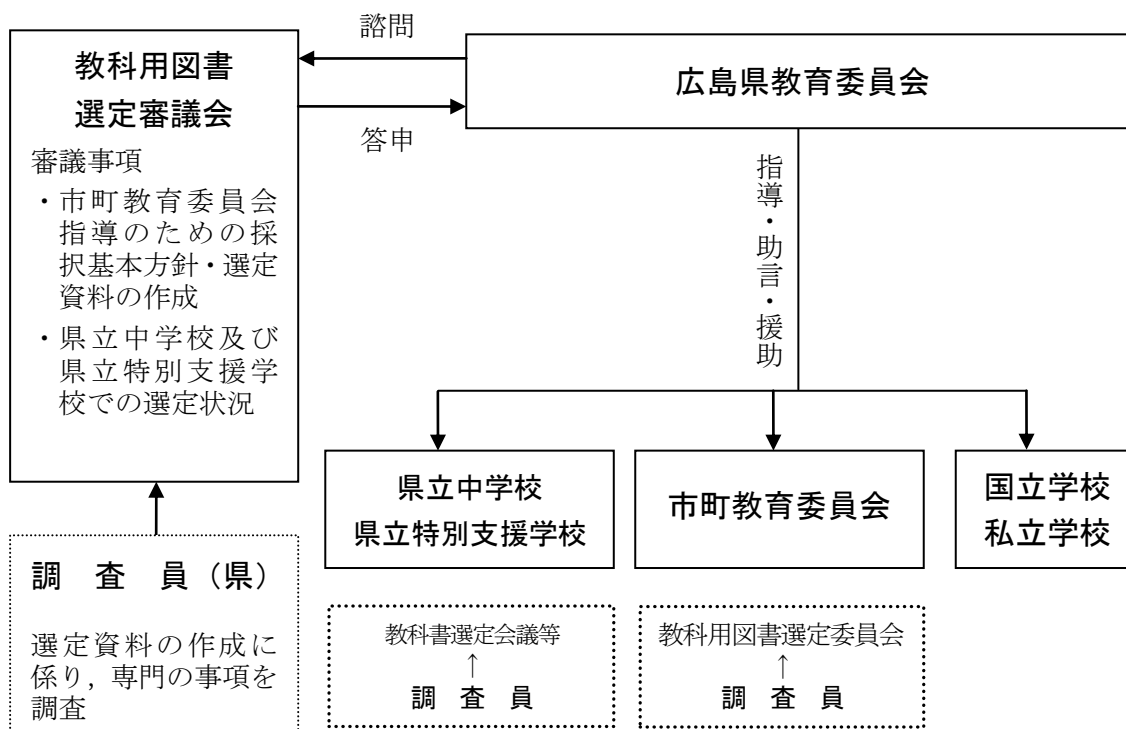 諮問
教科用図書
選定審議会
広島県教育委員会
答申
審議事項
・市町教育委員会
指導のための採
択基本方針・選定
資料の作成
・県立中学校及び
県立特別支援学
校での選定状況
指導・助言・援助
県立中学校
県立特別支援学校
市町教育委員会
国立学校
私立学校
調 査 員（県）
選定資料の作成に
係り，専門の事項を
調査
教科書選定会議等
↑
調 査 員
教科用図書選定委員会
↑
調 査 員